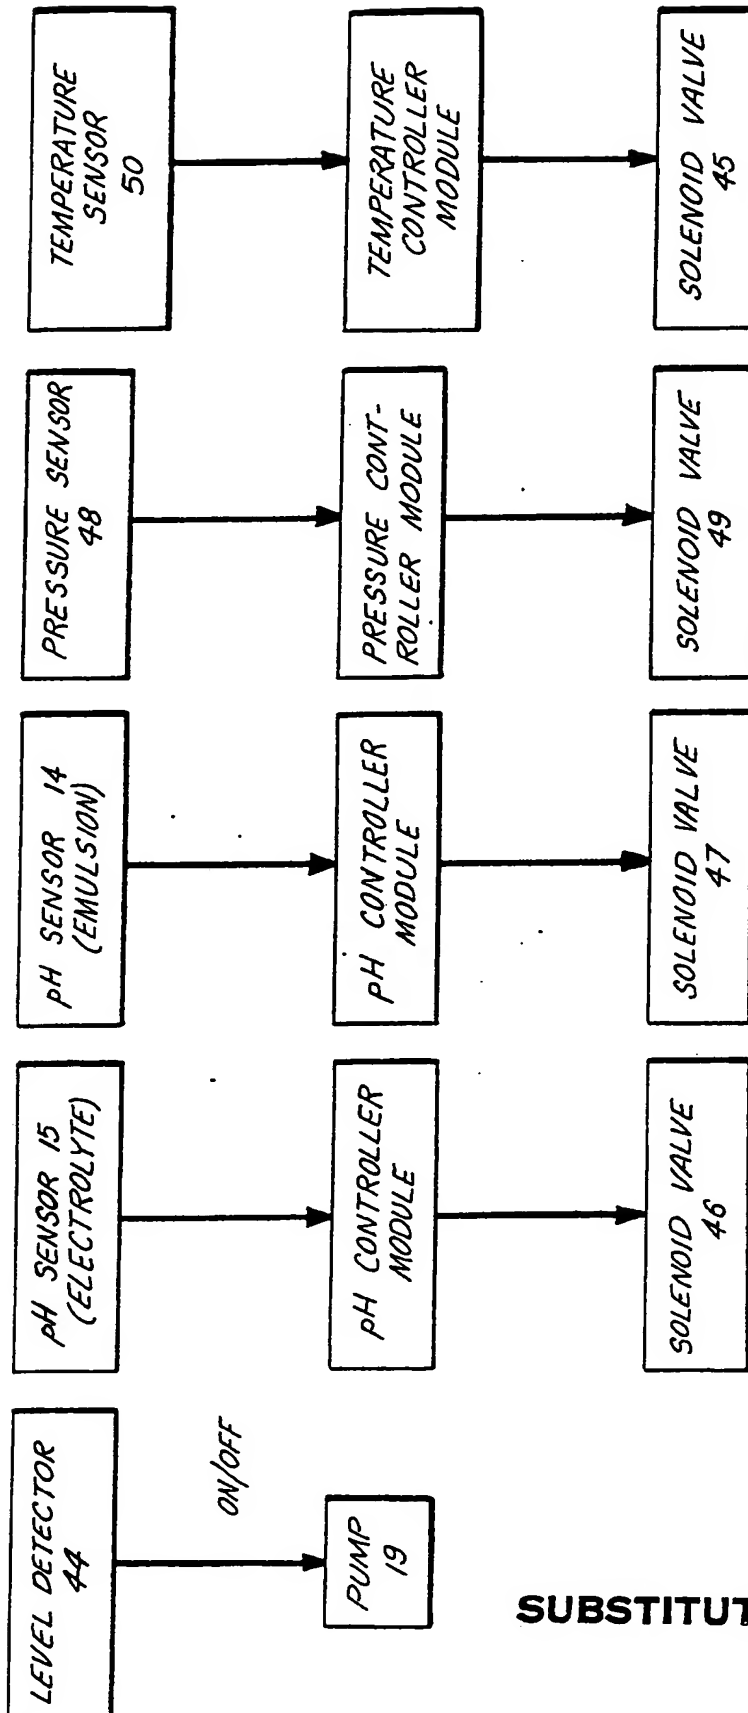 LEVEL DETECTOR
44
ON/OFF
PUMP
19
pH SENSOR 15
(ELECTROLYTE)
pH CONTROLLER
MODULE
SOLENOID VALVE
46
pH SENSOR 14
(EMULSION)
pH CONTROLLER
MODULE
SOLENOID VALVE
47
PRESSURE SENSOR
48
PRESSURE CONT-
ROLLER MODULE
SOLENOID VALVE
49
TEMPERATURE
SENSOR
50
TEMPERATURE
CONTROLLER
MODULE
SOLENOID VALVE
45
SUBSTITUT